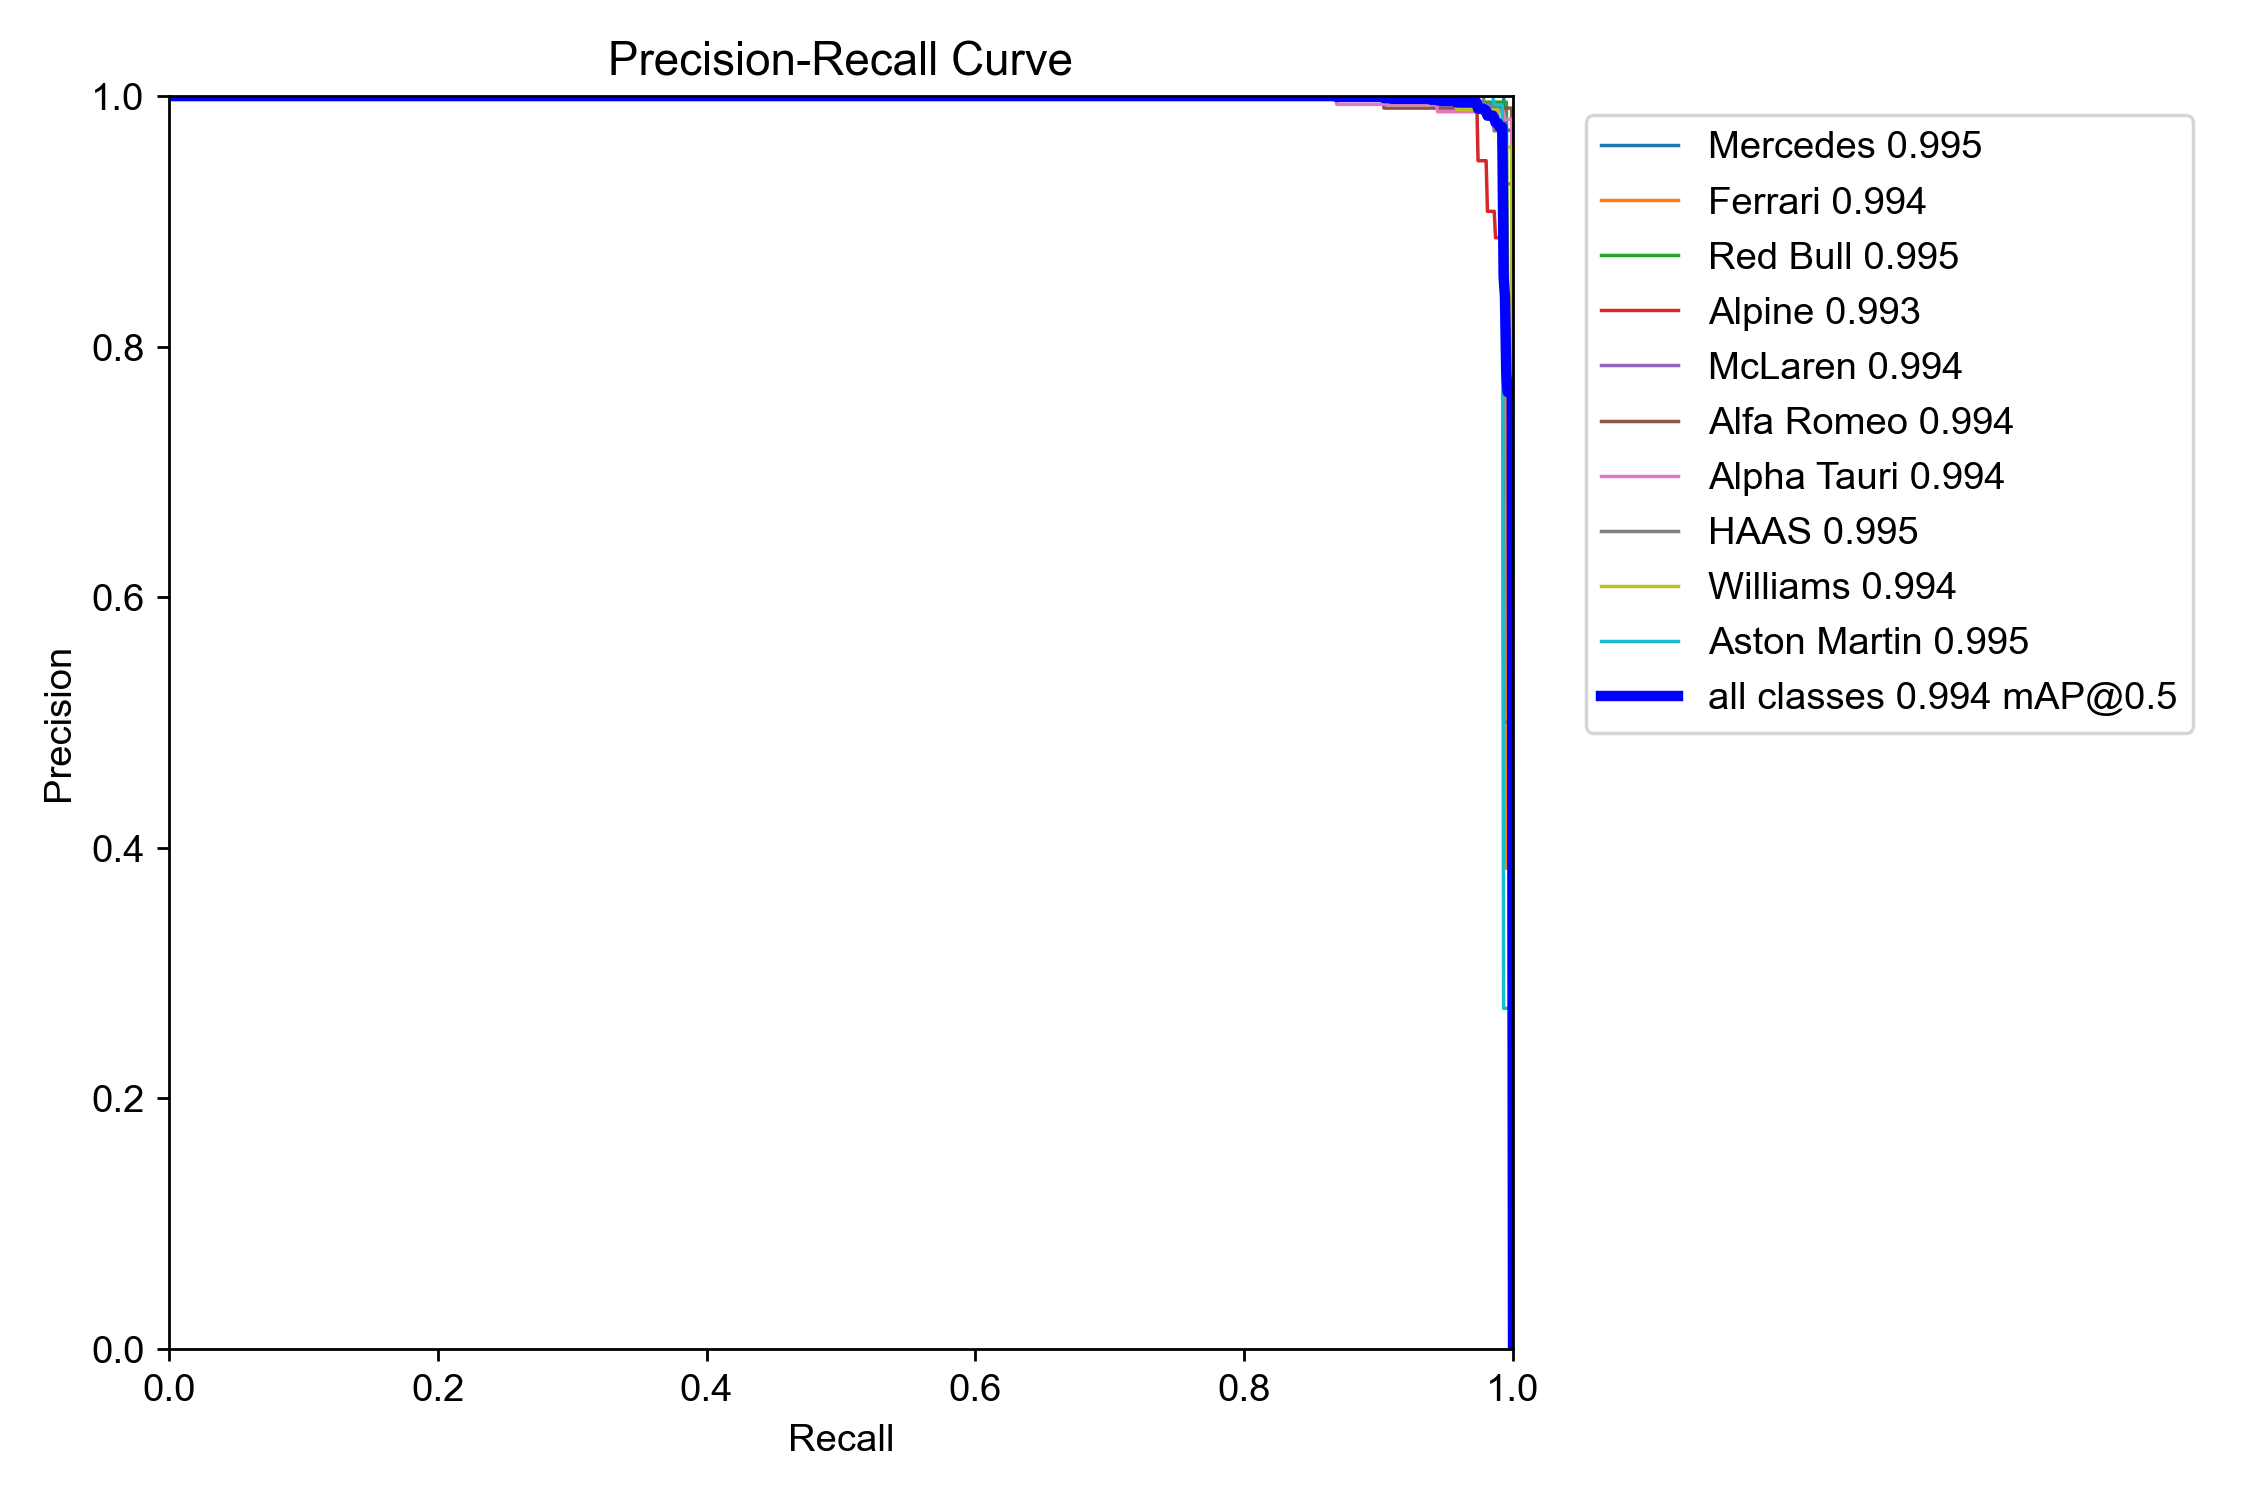 Precision-Recall Curve
1.0
0.8
0.6
0.4
0.2
0.0
Precision
0.0 0.2 0.4 0.6 0.8 1.0
Recall
Mercedes 0.995
Ferrari 0.994
Red Bull 0.995
Alpine 0.993
McLaren 0.994
Alfa Romeo 0.994
Alpha Tauri 0.994
HAAS 0.995
Williams 0.994
Aston Martin 0.995
all classes 0.994 mAP@0.5